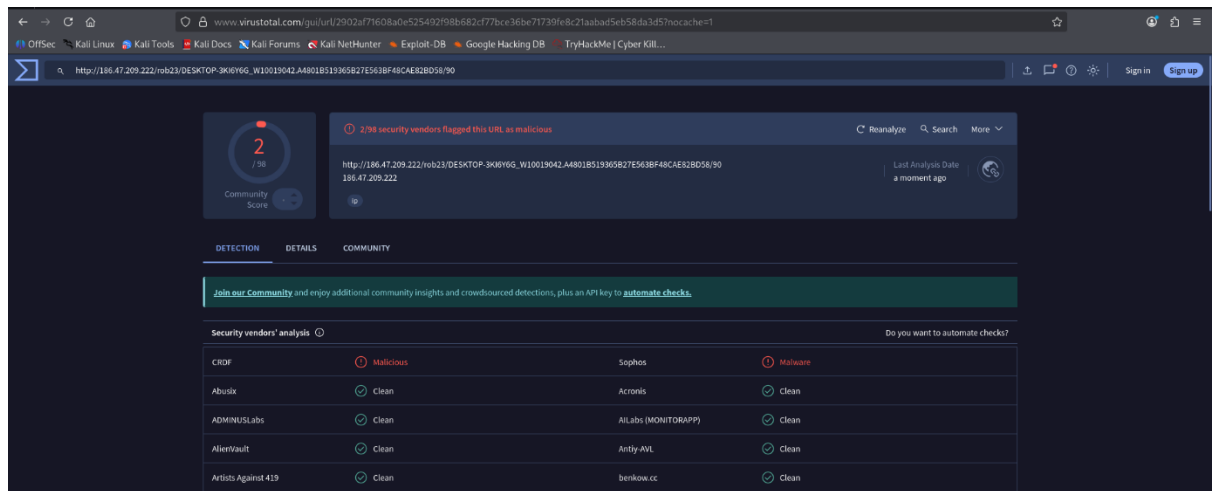 www.virustotal.com/gui/url/2902af71608a0e525492f98b682cf77bce36be71739fe8c21aabad5eb58da3d5?nocache=1
OffSec Kali Linux Kali Tools Kali Docs Kali Forums Kali NetHunter Exploit-DB Google Hacking DB TryHackMe | Cyber Kill...
http://186.47.209.222/rob23/DESKTOP-3KI6Y6G_W10019042.A4801B519365B27E563BF48CAE82BD58/90 Sign in Sign up
2/98 security vendors flagged this URL as malicious Reanalyze Search More
2
/ 98
http://186.47.209.222/rob23/DESKTOP-3KI6Y6G_W10019042.A4801B519365B27E563BF48CAE82BD58/90
186.47.209.222
Last Analysis Date
a moment ago
Community
Score
-
ip
DETECTION DETAILS COMMUNITY
Join our Community and enjoy additional community insights and crowdsourced detections, plus an API key to automate checks.
Security vendors' analysis Do you want to automate checks?
CRDF Malicious Sophos Malware
Abusix Clean Acronis Clean
ADMINUSLabs Clean AILabs (MONITORAPP) Clean
AlienVault Clean Antiy-AVL Clean
Artists Against 419 Clean benkow.cc Clean